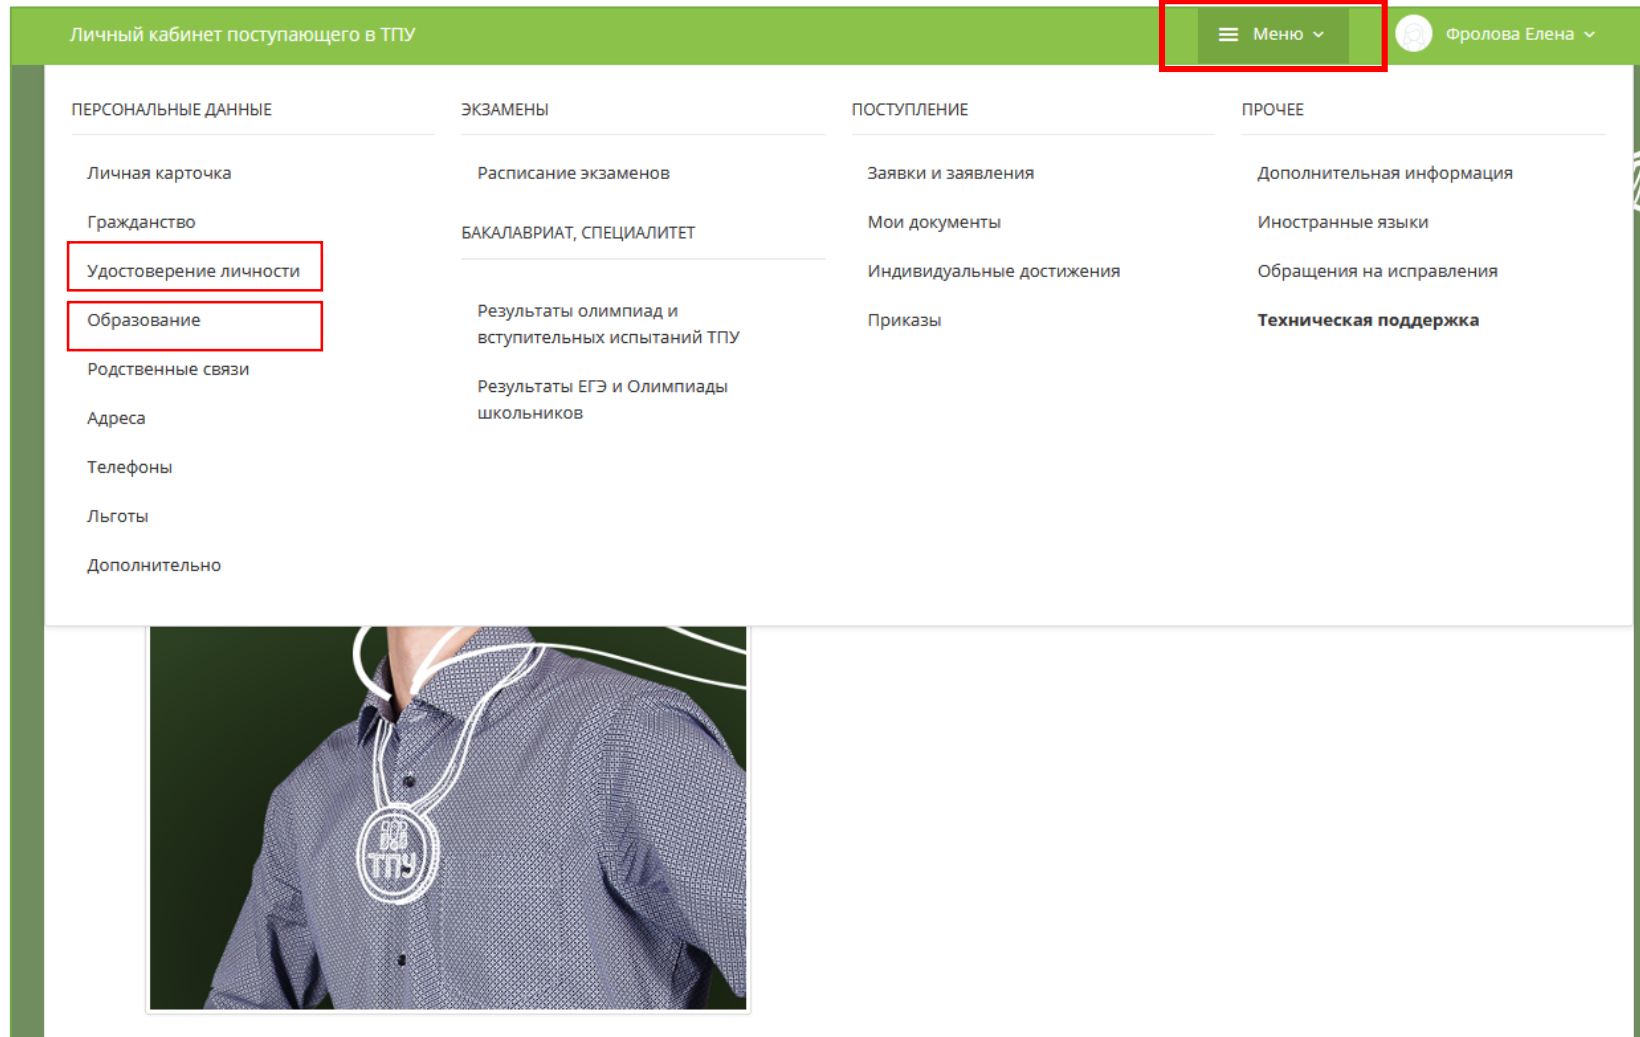 Личный кабинет поступающего в ТПУ
Меню
Фролова Елена
ПЕРСОНАЛЬНЫЕ ДАННЫЕ
Личная карточка
Гражданство
Удостоверение личности
Образование
Родственные связи
Адреса
Телефоны
Льготы
Дополнительно
ЭКЗАМЕНЫ
Расписание экзаменов
БАКАЛАВРИАТ, СПЕЦИАЛИТЕТ
Результаты олимпиад и
вступительных испытаний ТПУ
Результаты ЕГЭ и Олимпиады
школьников
ПОСТУПЛЕНИЕ
Заявки и заявления
Мои документы
Индивидуальные достижения
Приказы
ПРОЧЕЕ
Дополнительная информация
Иностранные языки
Обращения на исправления
Техническая поддержка
ТПУ